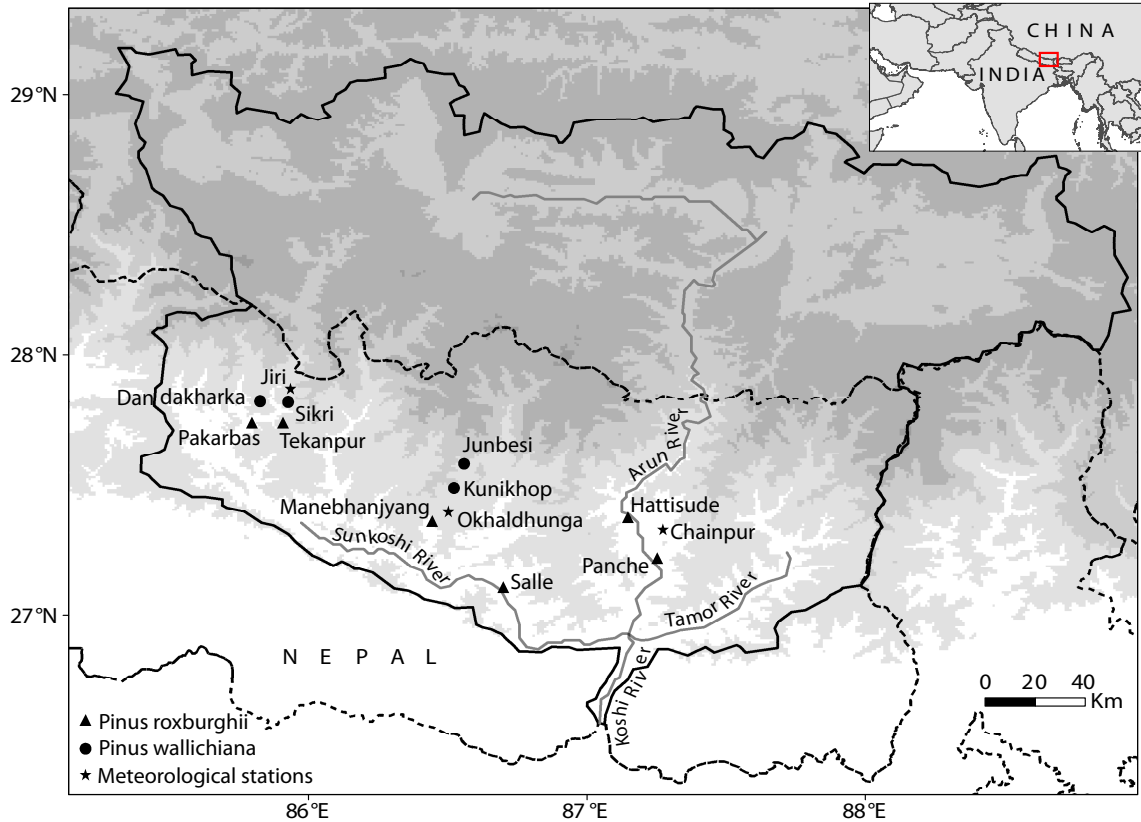 CHINA
INDIA
29°N
28°N
27°N
Jiri
Dandakharka
Sikri
Pakarbas
Tekanpur
Junbesi
Kunikhop
Manebhanjyang
Okhaldhunga
Sunkoshi River
Salle
Arun River
Hattisude
Chainpur
Panche
Tamor River
Koshi River
NEPAL
0 20 40
Km
Pinus roxburghii
Pinus wallichiana
Meteorological stations
86°E
87°E
88°E